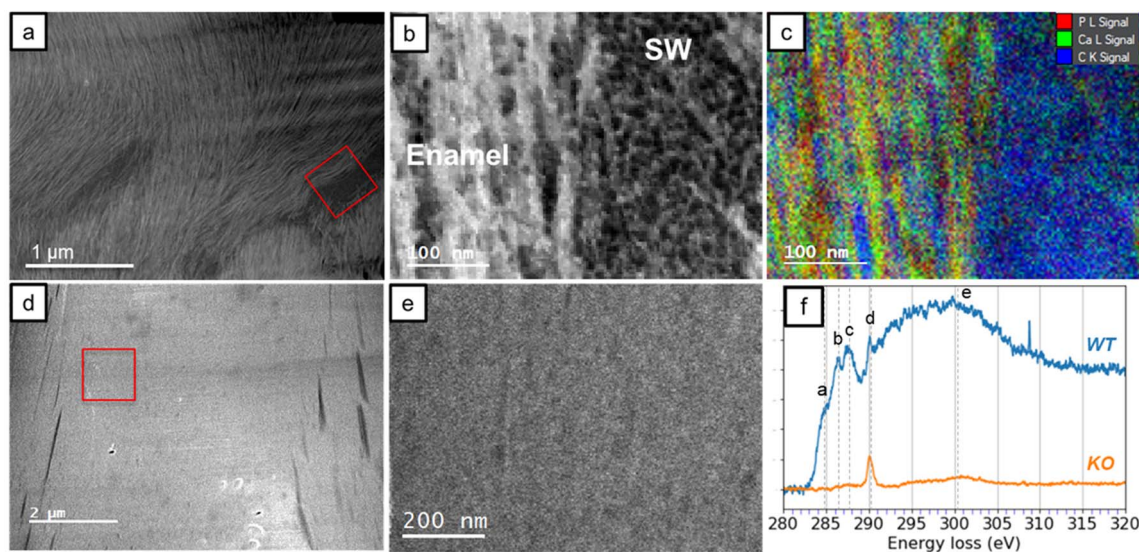 a
1 µm
b
SW
Enamel
100 nm
c
P L Signal
Ca L Signal
C K Signal
100 nm
d
2 µm
e
200 nm
f
a
b
c
d
e
WT
KO
280 285 290 295 300 305 310 315 320
Energy loss (eV)